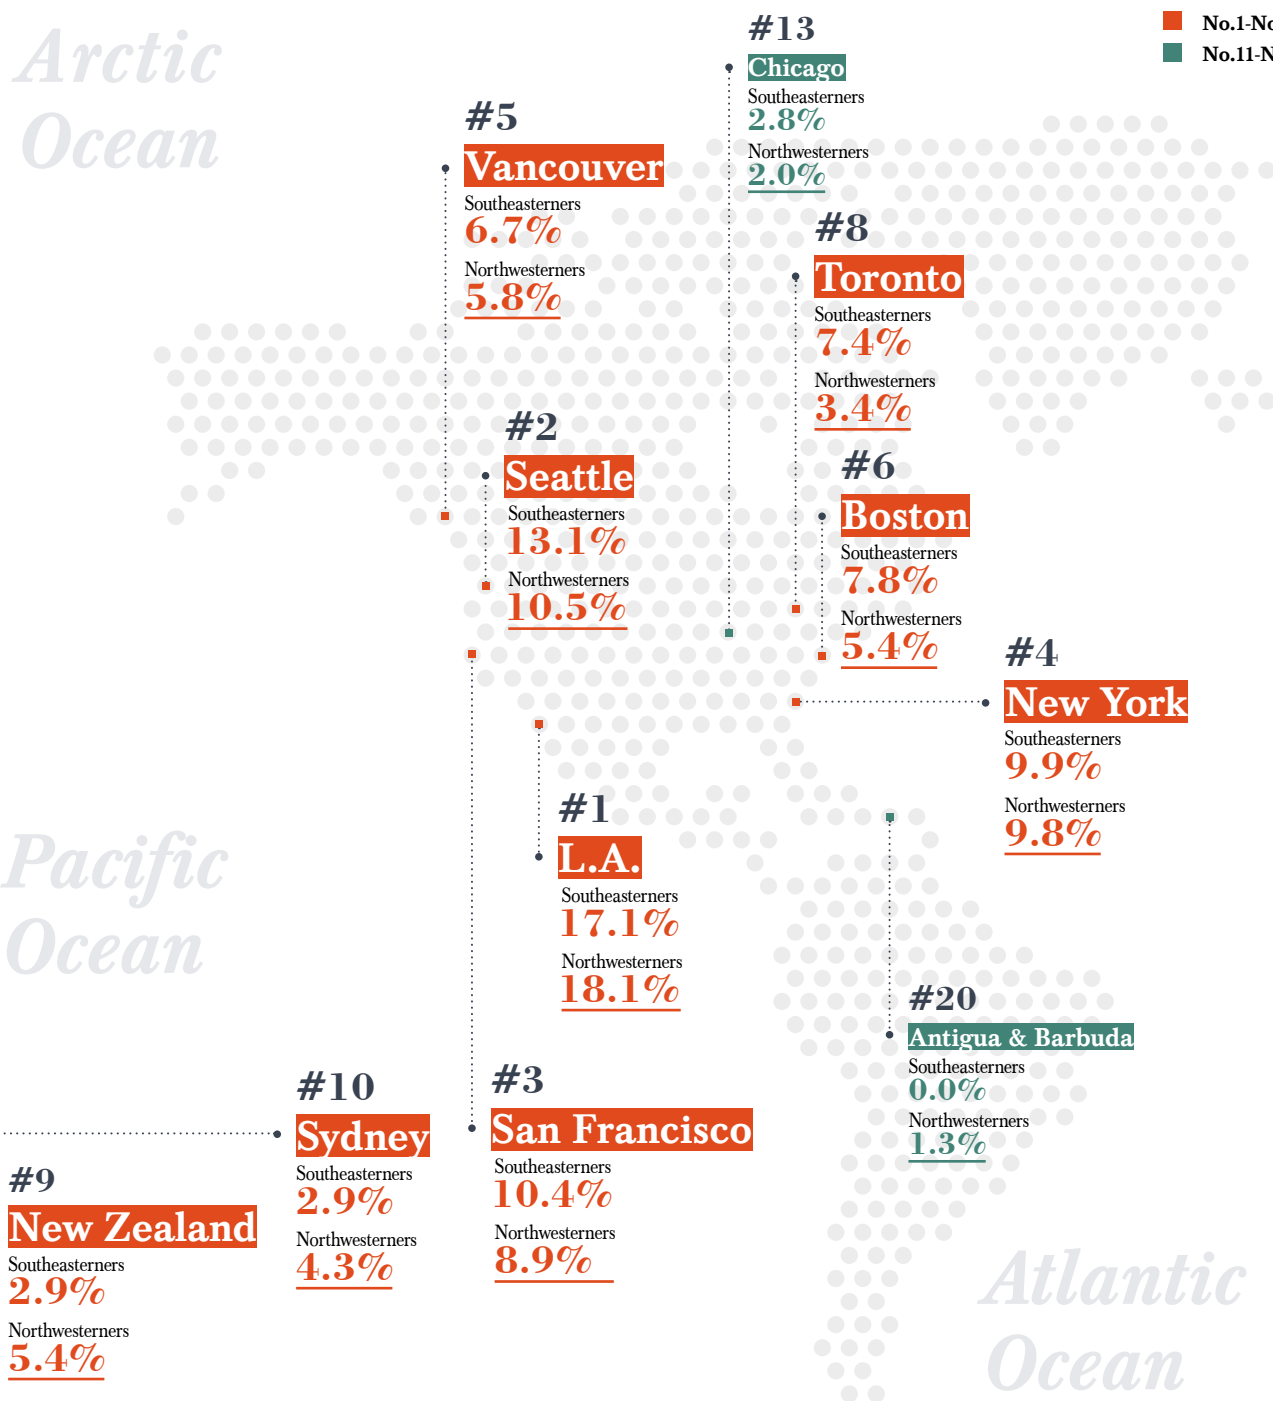 Arctic
Ocean
No.1-No
No.11-N
#13
Chicago
Southeasterners
2.8%
Northwesterners
2.0%
#5
Vancouver
Southeasterners
6.7%
Northwesterners
5.8%
#8
Toronto
Southeasterners
7.4%
Northwesterners
3.4%
#2
Seattle
Southeasterners
13.1%
Northwesterners
10.5%
#6
Boston
Southeasterners
7.8%
Northwesterners
5.4%
#4
New York
Southeasterners
9.9%
Northwesterners
9.8%
#1
L.A.
Southeasterners
17.1%
Northwesterners
18.1%
Pacific
Ocean
#20
Antigua & Barbuda
Southeasterners
0.0%
Northwesterners
1.3%
#10
Sydney
Southeasterners
2.9%
Northwesterners
4.3%
#3
San Francisco
Southeasterners
10.4%
Northwesterners
8.9%
#9
New Zealand
Southeasterners
2.9%
Northwesterners
5.4%
Atlantic
Ocean